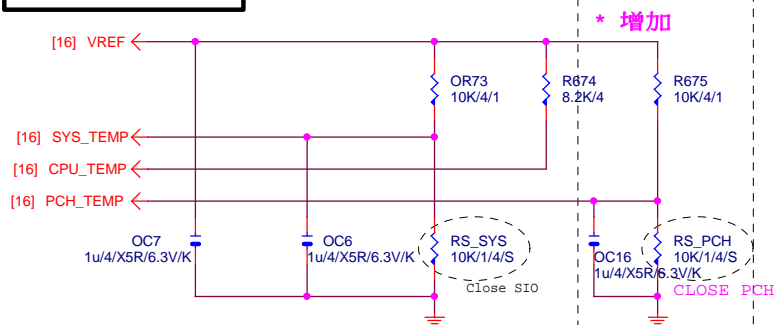 * 增加
[16] VREF
OR73
10K/4/1
R674
8.2K/4
R675
10K/4/1
[16] SYS_TEMP
[16] CPU_TEMP
[16] PCH_TEMP
OC7
1u/4/X5R/6.3V/K
OC6
1u/4/X5R/6.3V/K
RS_SYS
10K/1/4/S
Close SIO
OC16
1u/4/X5R/6.3V/K
RS_PCH
10K/1/4/S
CLOSE PCH